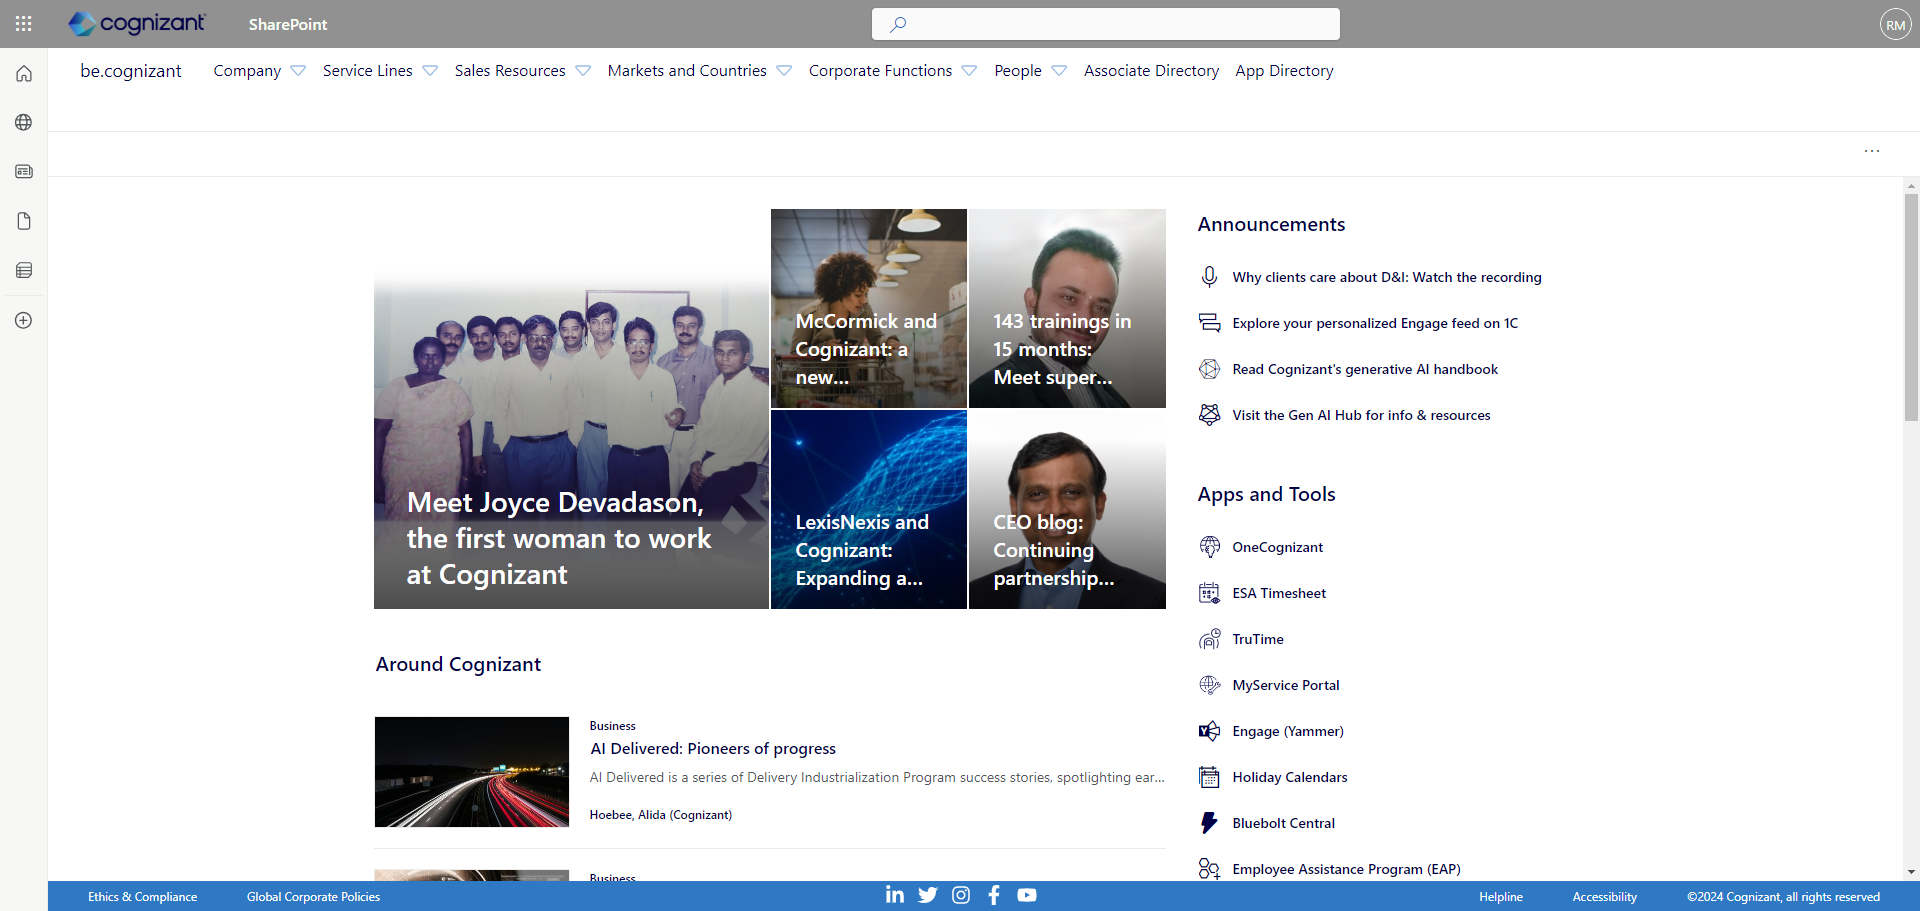 cognizant
SharePoint
RM
be.cognizant
Company
Service Lines
Sales Resources
Markets and Countries
Corporate Functions
People
Associate Directory
App Directory
...
Meet Joyce Devadason,
the first woman to work
at Cognizant
McCormick and
Cognizant: a
new...
143 trainings in
15 months:
Meet super...
LexisNexis and
Cognizant:
Expanding a...
CEO blog:
Continuing
partnership...
Around Cognizant
Business
AI Delivered: Pioneers of progress
AI Delivered is a series of Delivery Industrialization Program success stories, spotlighting ear...
Hoebee, Alida (Cognizant)
Business
Announcements
Why clients care about D&I: Watch the recording
Explore your personalized Engage feed on 1C
Read Cognizant's generative AI handbook
Visit the Gen AI Hub for info & resources
Apps and Tools
OneCognizant
ESA Timesheet
TruTime
MyService Portal
Engage (Yammer)
Holiday Calendars
Bluebolt Central
Employee Assistance Program (EAP)
Ethics & Compliance
Global Corporate Policies
Helpline
Accessibility
©2024 Cognizant, all rights reserved